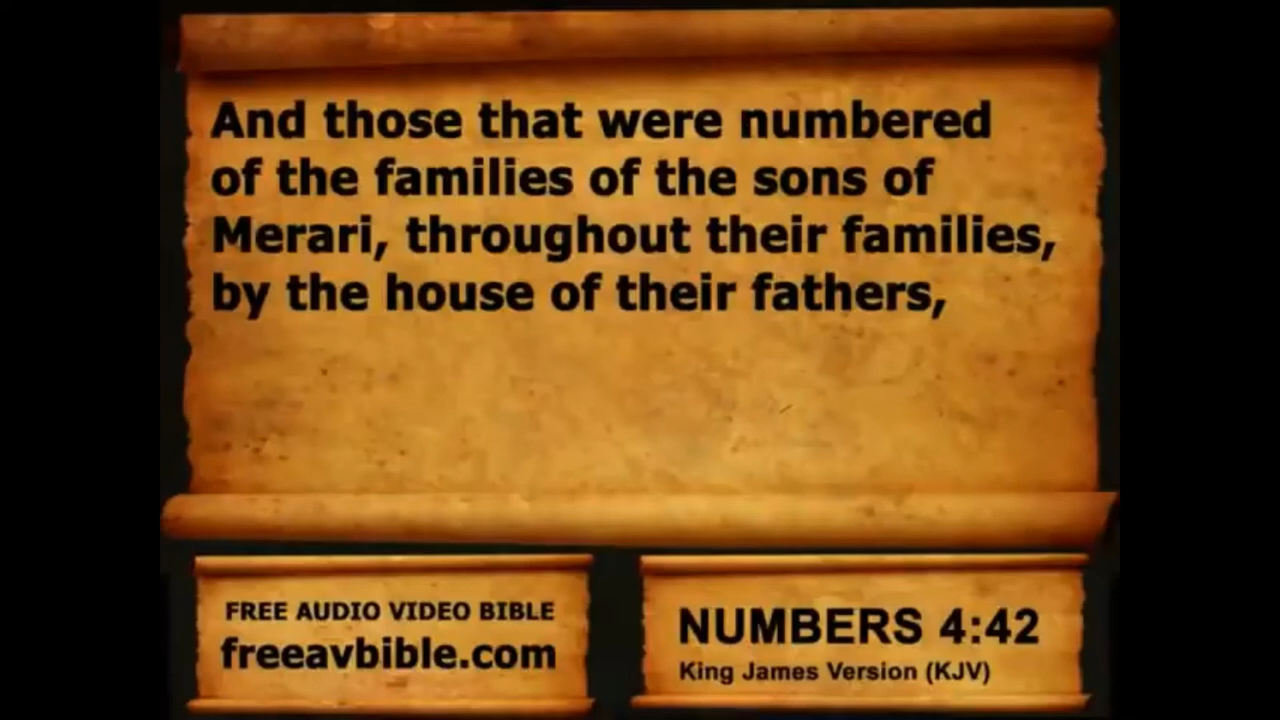 And those that were numbered
of the families of the sons of
Merari, throughout their families,
by the house of their fathers,
FREE AUDIO VIDEO BIBLE
freeavbible.com
NUMBERS 4:42
King James Version (KJV)